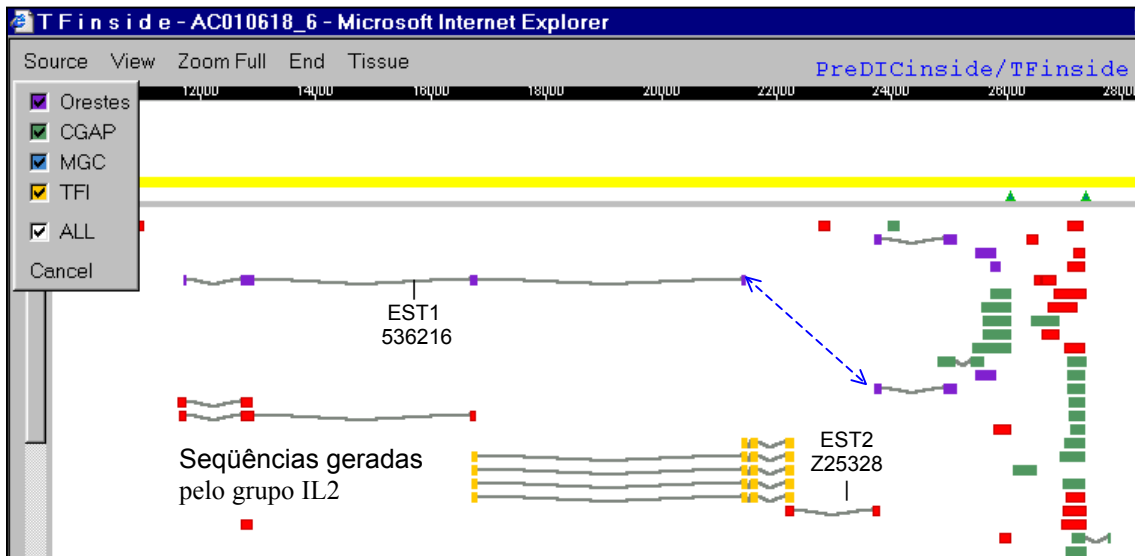 TFinside - AC010618_6 - Microsoft Internet Explorer
Source View Zoom Full End Tissue
PreDICinside/TFinside
12000 14000 16000 18000 20000 22000 24000 26000 28000
Orestes
CGAP
MGC
TFI
ALL
Cancel
EST1
536216
EST2
Z25328
Seqüências geradas
pelo grupo IL2